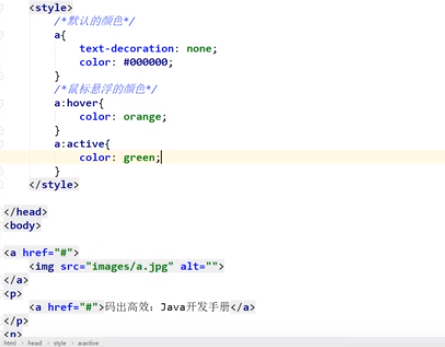 <style>
/*默认的颜色*/
a{
text-decoration: none;
color: #000000;
}
/*鼠标悬浮的颜色*/
a:hover{
color: orange;
}
a:active{
color: green;
}
</style>
</head>
<body>
<a href="#">
<img src="images/a.jpg" alt="">
</a>
<p>
<a href="#">码出高效：Java开发手册</a>
</p>
<p>
html › head › style › a:active